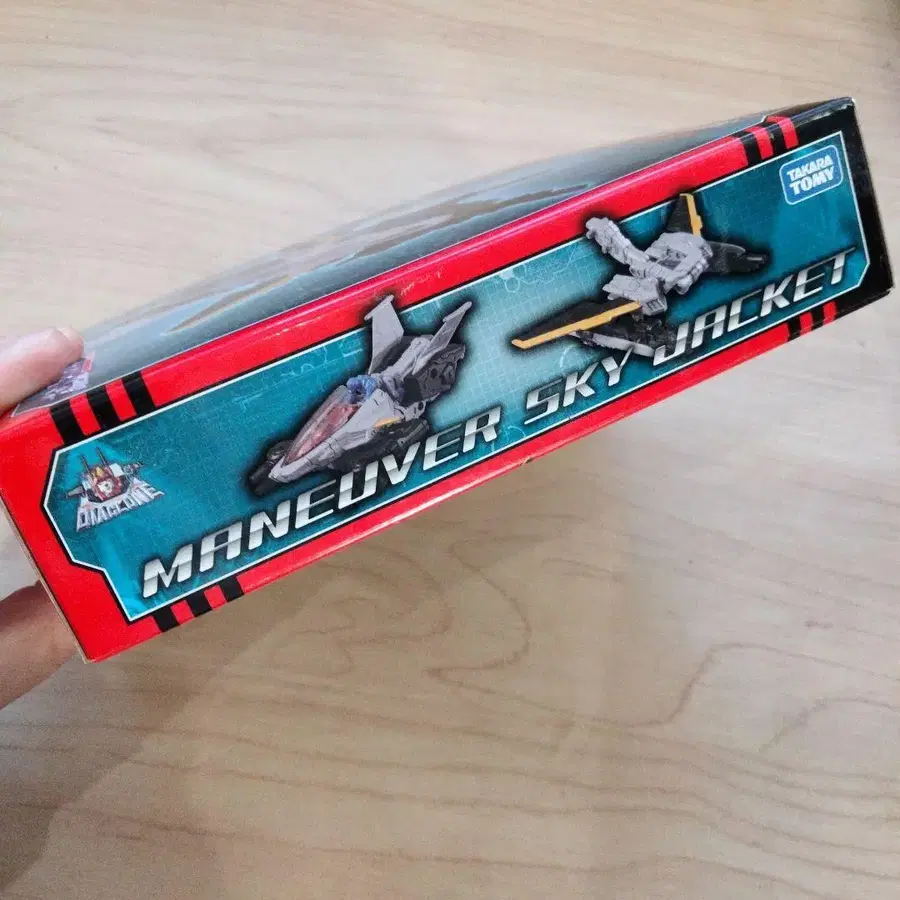 TAKARA
TOMY
MANEUVER SKY JACKET
DIACLONE